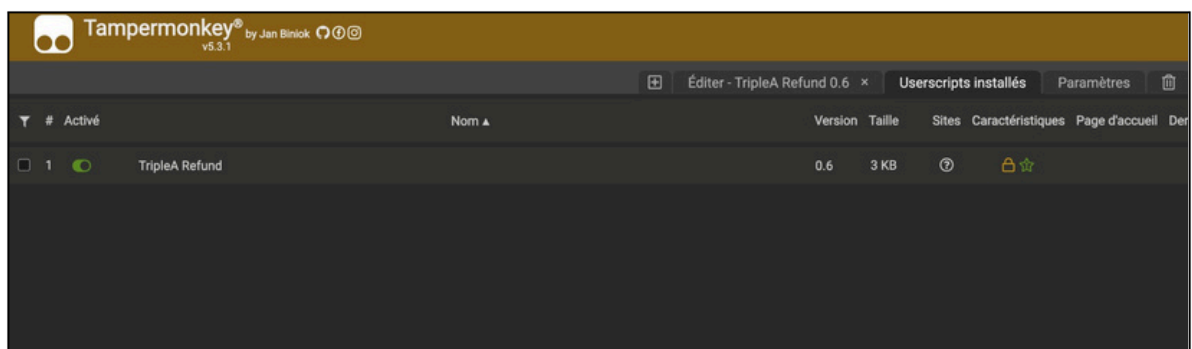 Tampermonkey® by Jan Biniok
v5.3.1
Éditer - TripleA Refund 0.6 × Userscripts installés Paramètres
# Activé Nom ▲ Version Taille Sites Caractéristiques Page d'accueil Der
1 TripleA Refund 0.6 3 KB